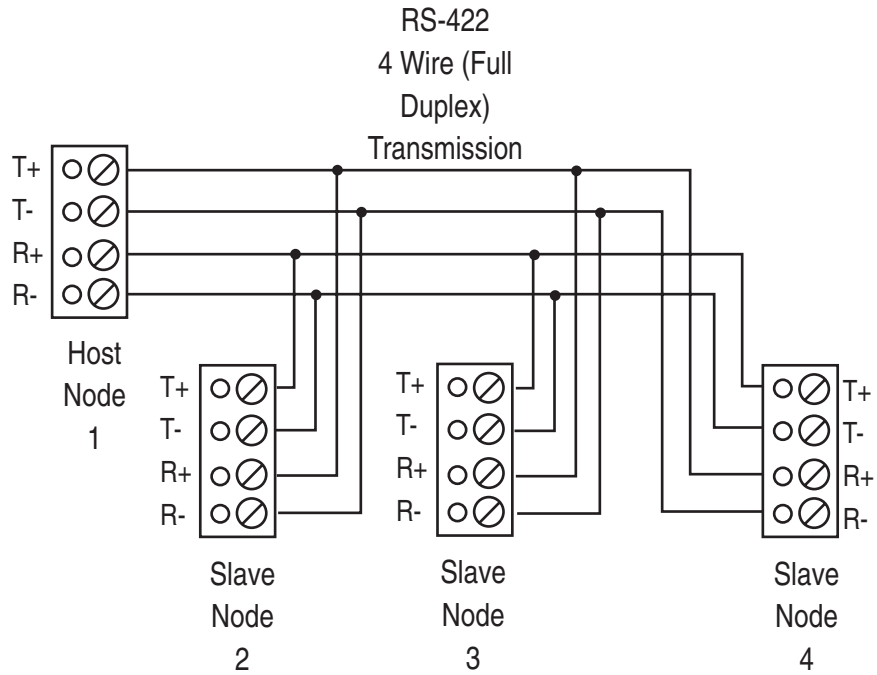 RS-422
4 Wire (Full
Duplex)
Transmission
T+
T-
R+
R-
Host
Node
1
T+
T-
R+
R-
Slave
Node
2
T+
T-
R+
R-
Slave
Node
3
T+
T-
R+
R-
Slave
Node
4